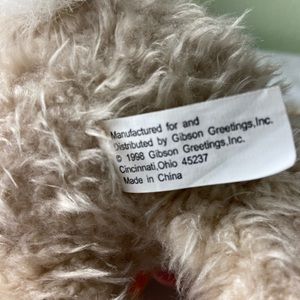 Manufactured for and
Distributed by Gibson Greetings,Inc.
© 1998 Gibson Greetings,Inc.
Cincinnati,Ohio 45237
Made in China